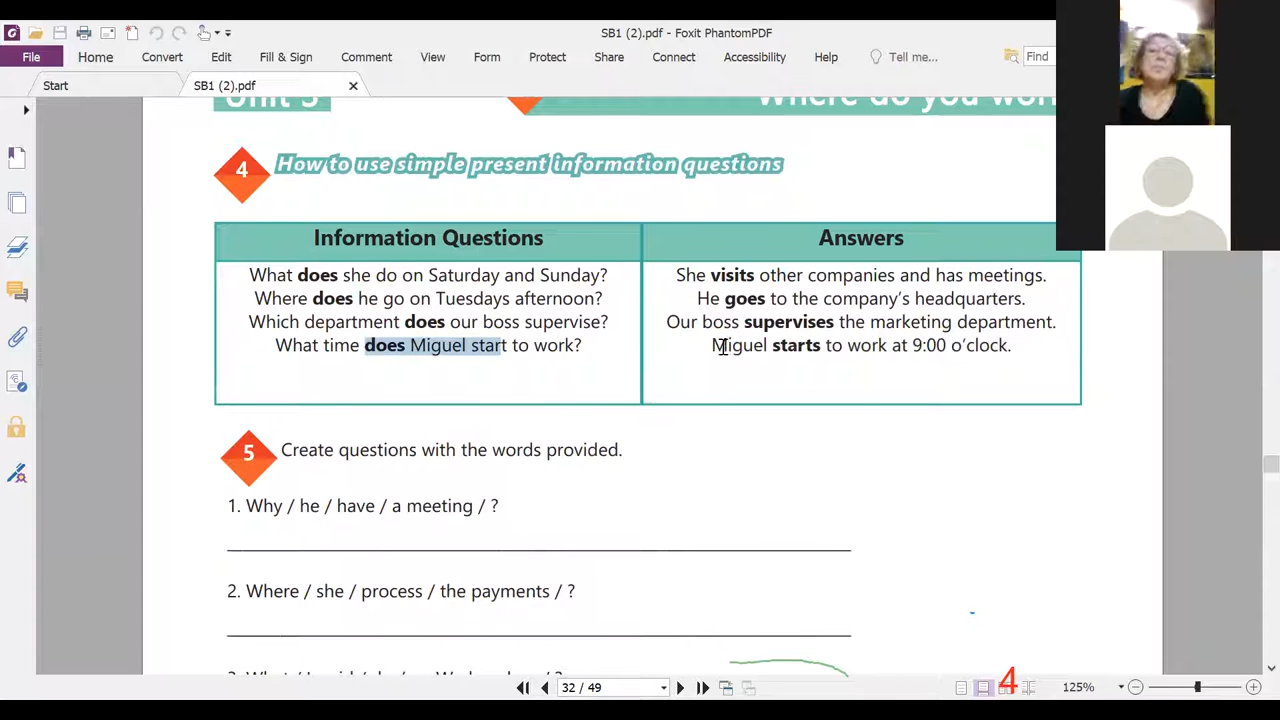 SB1 (2).pdf - Foxit PhantomPDF
File Home Convert Edit Fill & Sign Comment View Form Protect Share Connect Accessibility Help Tell me... Find
Start SB1 (2).pdf
Unit 3 Where do you wor
4 How to use simple present information questions
Information Questions Answers
What does she do on Saturday and Sunday? She visits other companies and has meetings.
Where does he go on Tuesdays afternoon? He goes to the company's headquarters.
Which department does our boss supervise? Our boss supervises the marketing department.
What time does Miguel start to work? Miguel starts to work at 9:00 o'clock.
5 Create questions with the words provided.
1. Why / he / have / a meeting / ?
2. Where / she / process / the payments / ?
32 / 49 4 125%